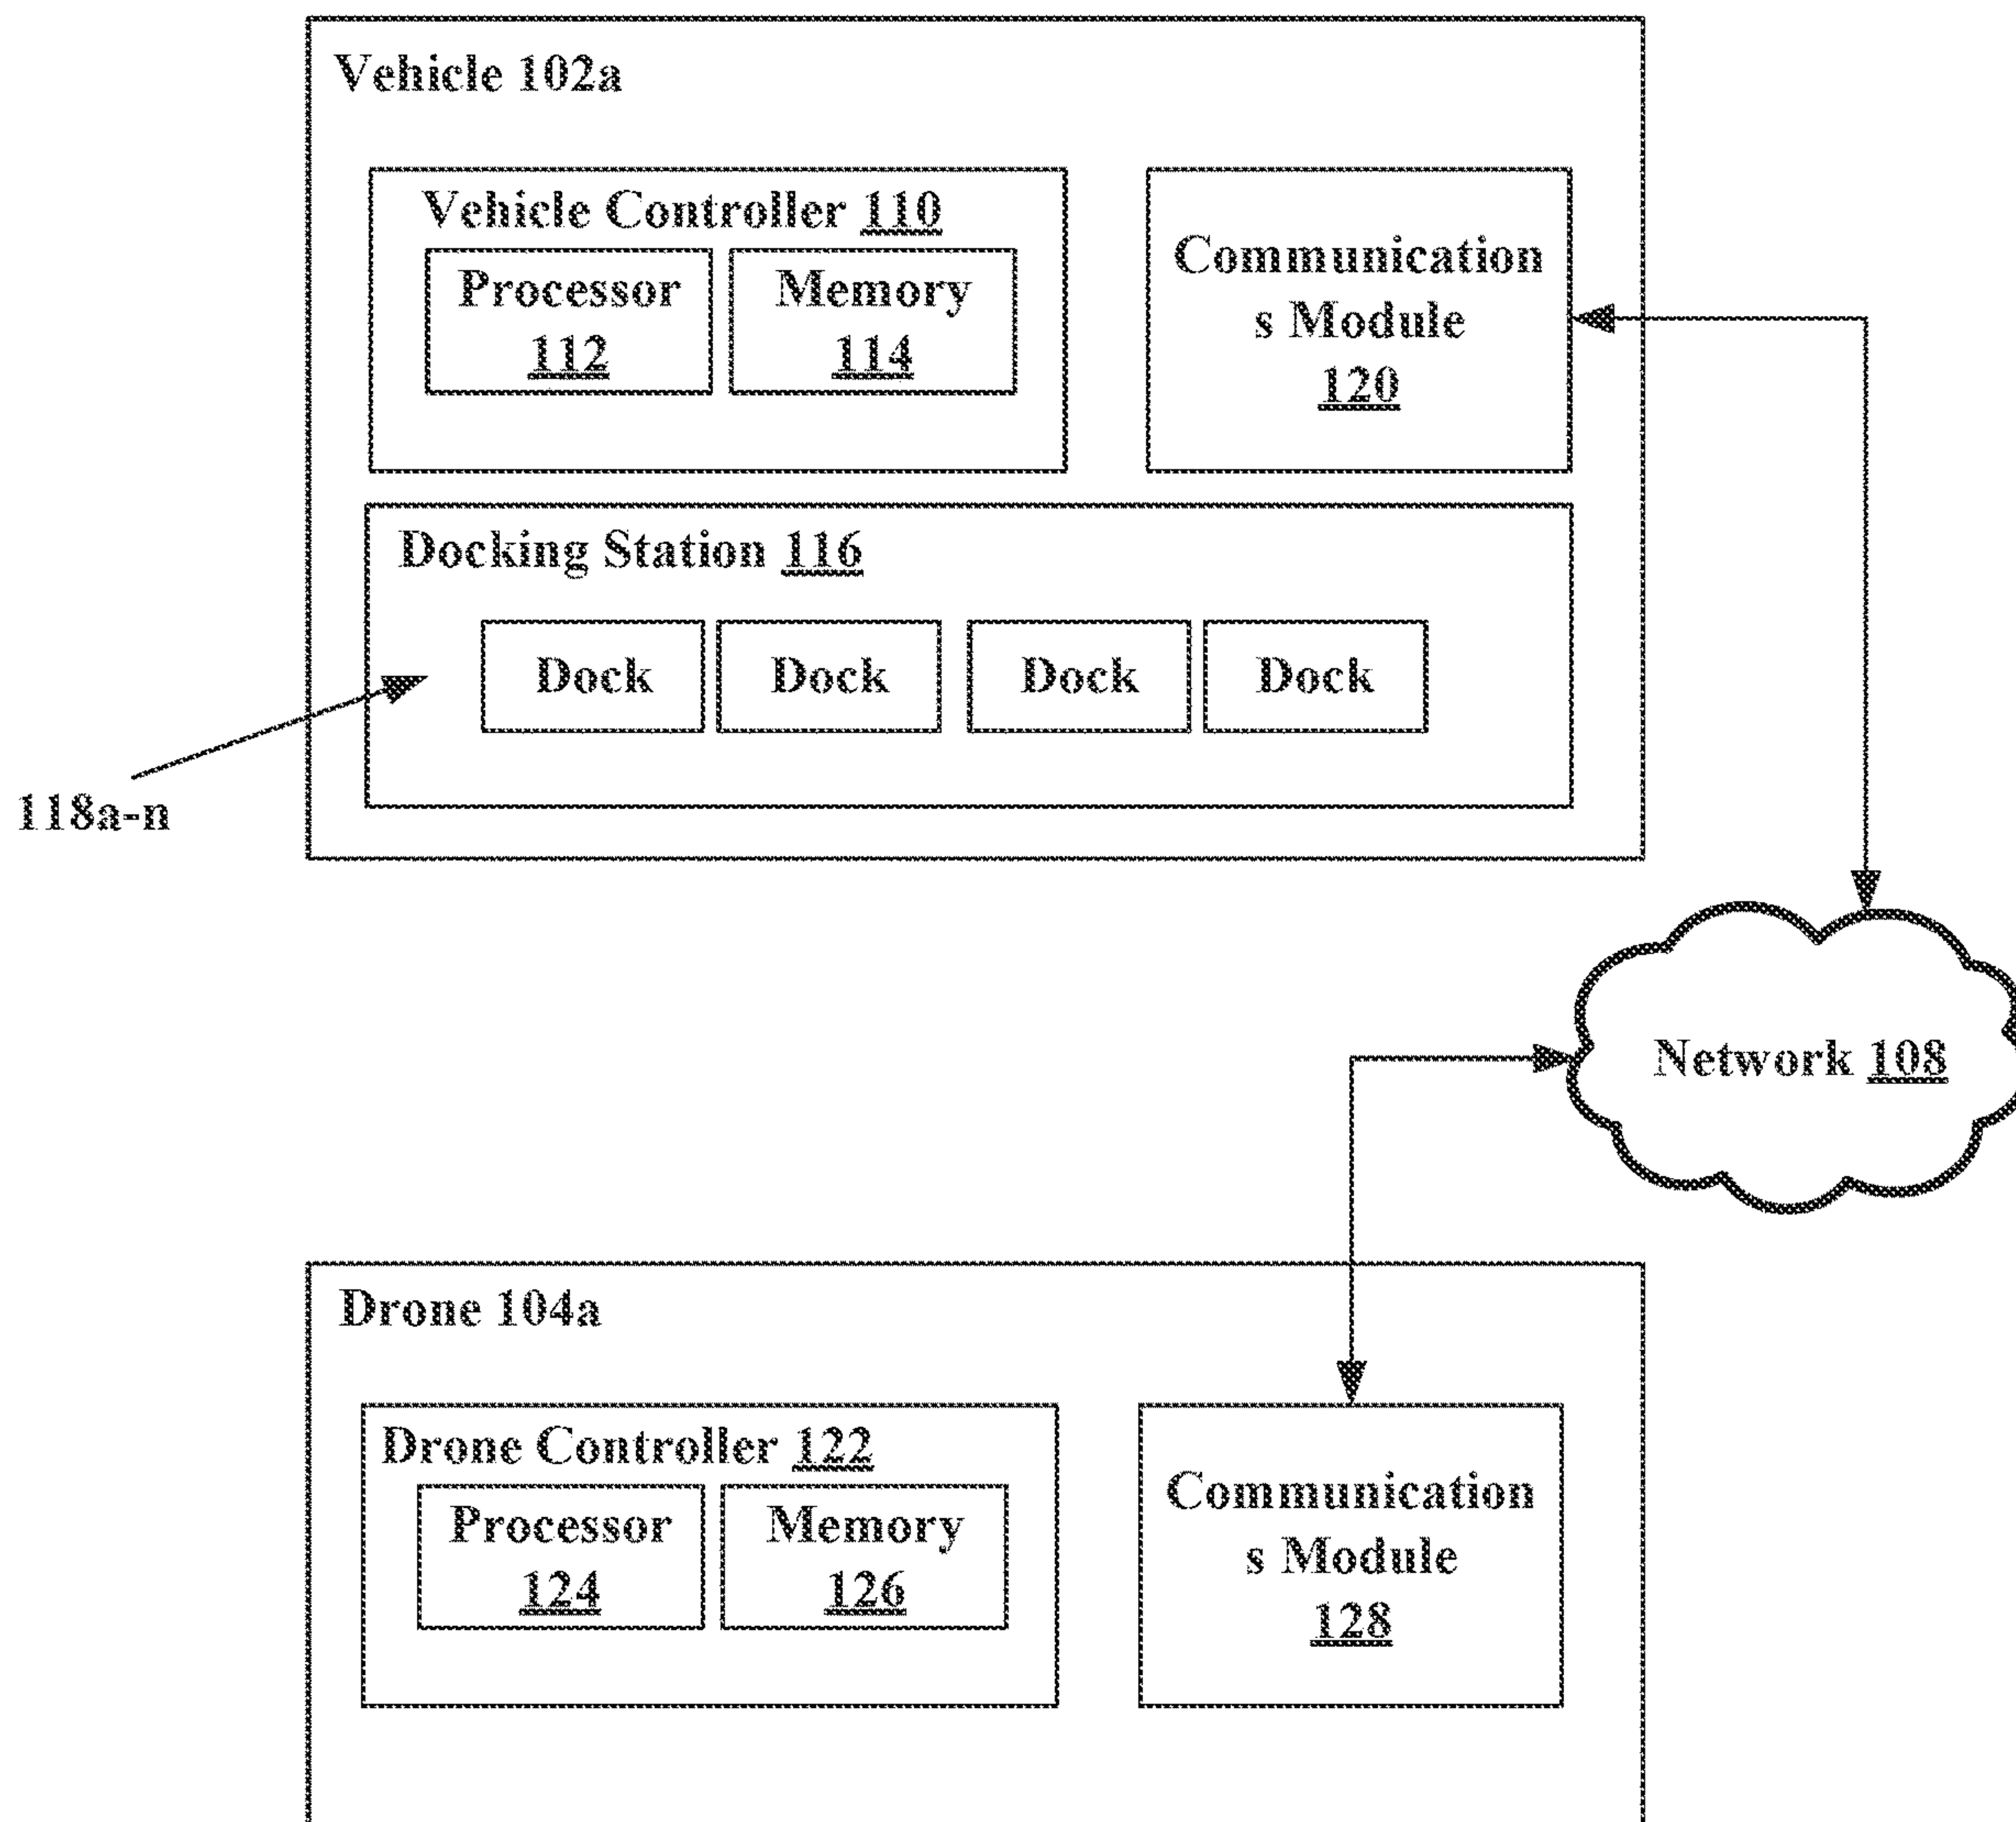 Vehicle 102a
Vehicle Controller 110
Processor
112
Memory
114
Communication
s Module
120
Docking Station 116
Dock
Dock
Dock
Dock
118a-n
Network 108
Drone 104a
Drone Controller 122
Processor
124
Memory
126
Communication
s Module
128